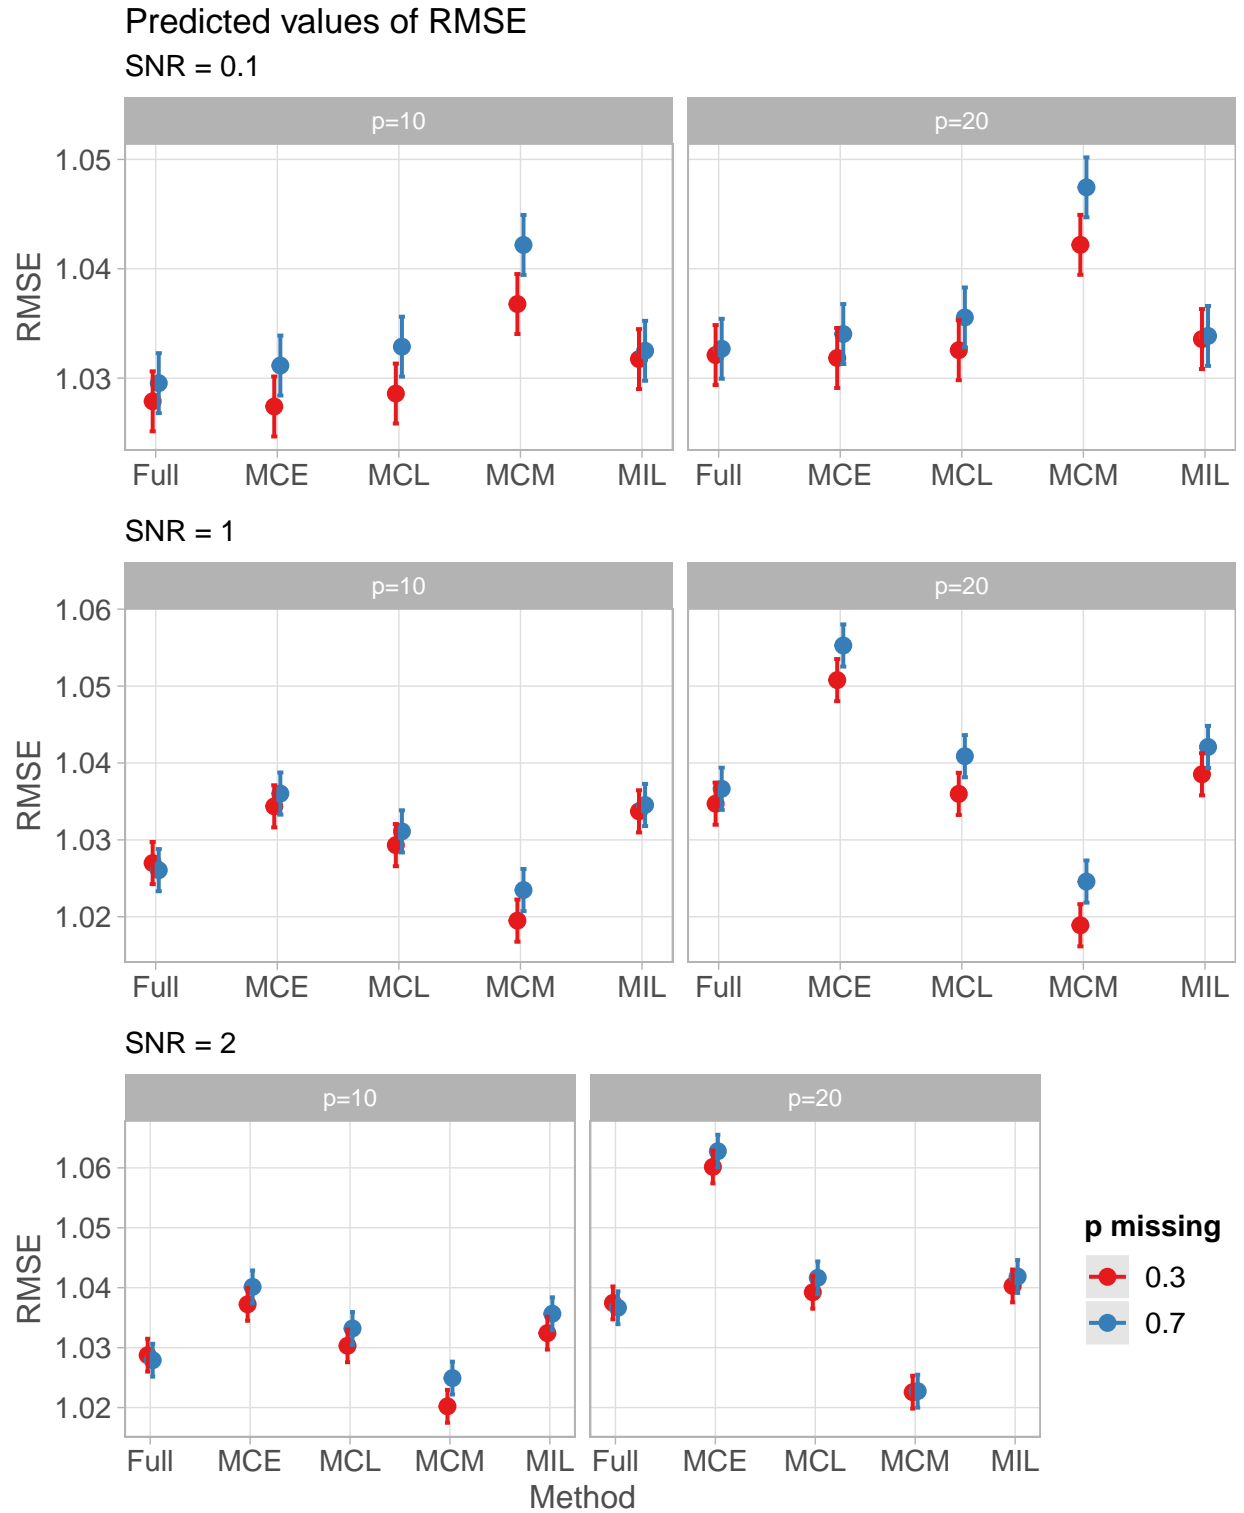 Predicted values of RMSE
SNR = 0.1
p=10 p=20
1.05
1.04
1.03
RMSE
Full MCE MCL MCM MIL Full MCE MCL MCM MIL
SNR = 1
p=10 p=20
1.06
1.05
1.04
1.03
1.02
RMSE
Full MCE MCL MCM MIL Full MCE MCL MCM MIL
SNR = 2
p=10 p=20
1.06
1.05
1.04
1.03
1.02
RMSE
Full MCE MCL MCM MIL Full MCE MCL MCM MIL
Method
p missing
0.3
0.7